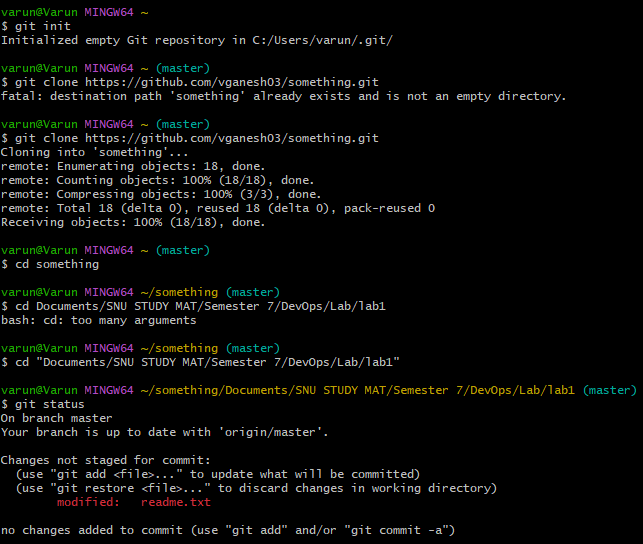 varun@Varun MINGW64 ~
$ git init
Initialized empty Git repository in C:/Users/varun/.git/

varun@Varun MINGW64 ~ (master)
$ git clone https://github.com/vganesh03/something.git
fatal: destination path 'something' already exists and is not an empty directory.

varun@Varun MINGW64 ~ (master)
$ git clone https://github.com/vganesh03/something.git
Cloning into 'something'...
remote: Enumerating objects: 18, done.
remote: Counting objects: 100% (18/18), done.
remote: Compressing objects: 100% (3/3), done.
remote: Total 18 (delta 0), reused 18 (delta 0), pack-reused 0
Receiving objects: 100% (18/18), done.

varun@Varun MINGW64 ~ (master)
$ cd something

varun@Varun MINGW64 ~/something (master)
$ cd Documents/SNU STUDY MAT/Semester 7/DevOps/Lab/lab1
bash: cd: too many arguments

varun@Varun MINGW64 ~/something (master)
$ cd "Documents/SNU STUDY MAT/Semester 7/DevOps/Lab/lab1"

varun@Varun MINGW64 ~/something/Documents/SNU STUDY MAT/Semester 7/DevOps/Lab/lab1 (master)
$ git status
On branch master
Your branch is up to date with 'origin/master'.

Changes not staged for commit:
  (use "git add <file>..." to update what will be committed)
  (use "git restore <file>..." to discard changes in working directory)
        modified:   readme.txt

no changes added to commit (use "git add" and/or "git commit -a")